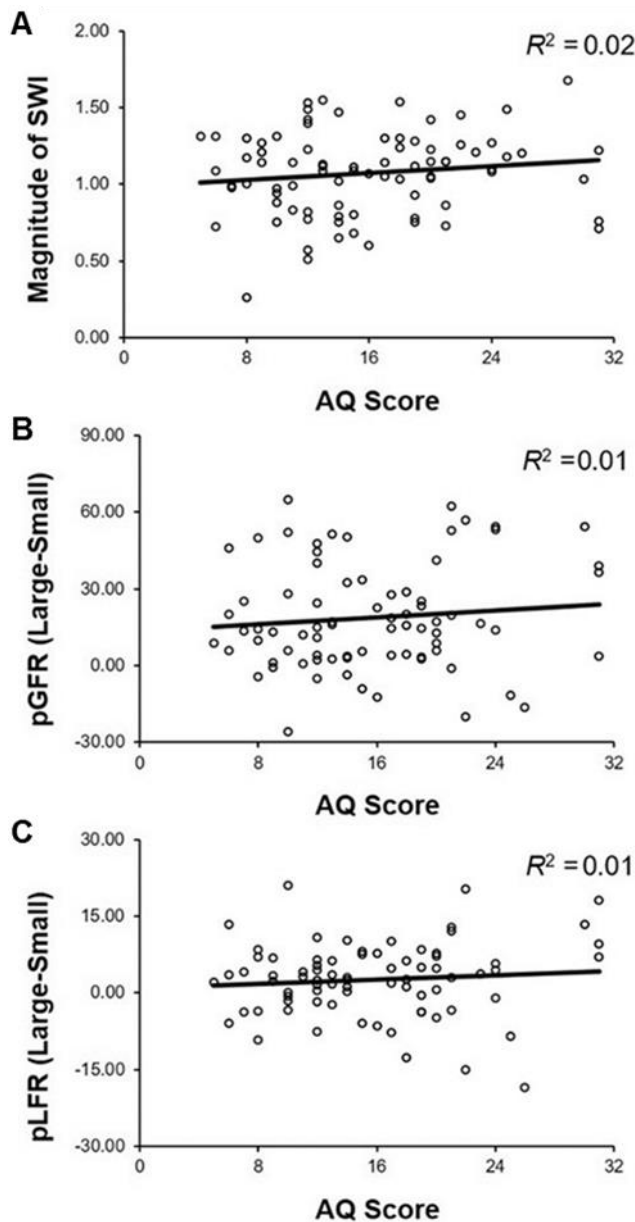 A
R² = 0.02
Magnitude of SWI
2.00
1.50
1.00
0.50
0.00
0
8
16
24
32
AQ Score
B
R² =0.01
pGFR (Large-Small)
90.00
60.00
30.00
0.00
-30.00
0
8
16
24
32
AQ Score
C
R² = 0.01
pLFR (Large-Small)
30.00
15.00
0.00
-15.00
-30.00
0
8
16
24
32
AQ Score